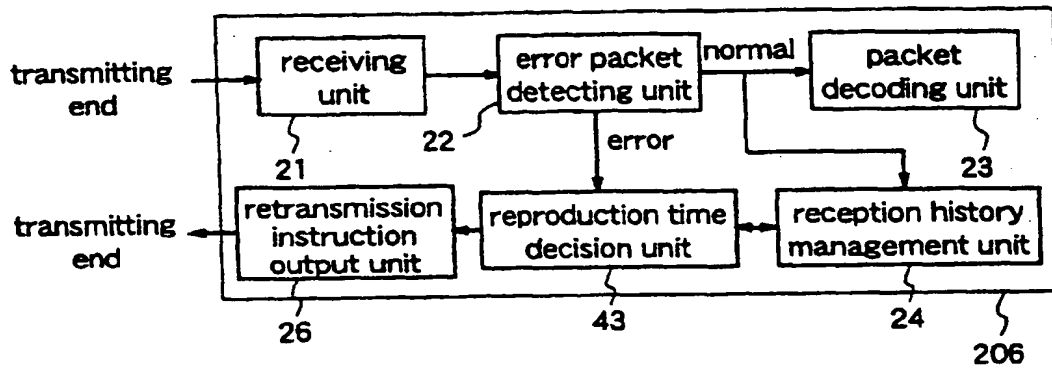 transmitting
end
receiving
unit
21
error packet
detecting unit
22
normal
packet
decoding unit
23
error
transmitting
end
retransmission
instruction
output unit
26
reproduction time
decision unit
43
reception history
management unit
24
206